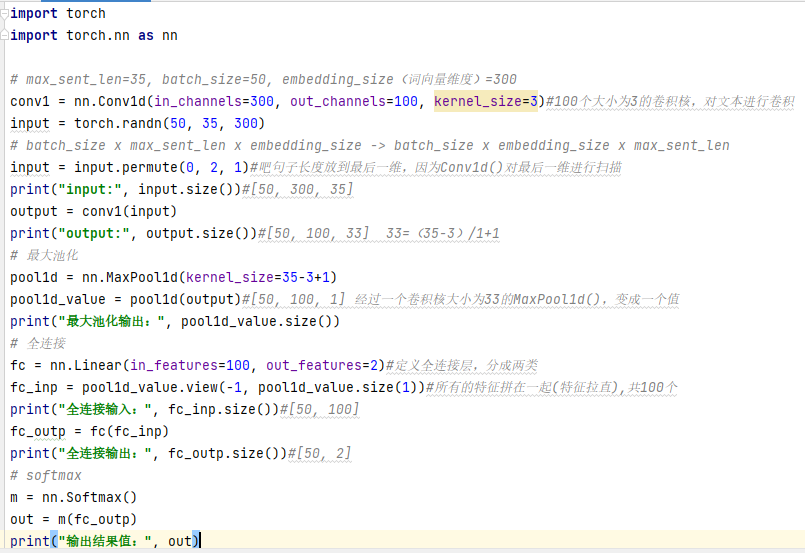 import torch
import torch.nn as nn
# max_sent_len=35, batch_size=50, embedding_size（词向量维度）=300
conv1 = nn.Conv1d(in_channels=300, out_channels=100, kernel_size=3)#100个大小为3的卷积核，对文本进行卷积
input = torch.randn(50, 35, 300)
# batch_size x max_sent_len x embedding_size -> batch_size x embedding_size x max_sent_len
input = input.permute(0, 2, 1)#吧句子长度放到最后一维，因为Conv1d()对最后一维进行扫描
print("input:", input.size())#[50, 300, 35]
output = conv1(input)
print("output:", output.size())#[50, 100, 33]  33=（35-3）/1+1
# 最大池化
pool1d = nn.MaxPool1d(kernel_size=35-3+1)
pool1d_value = pool1d(output)#[50, 100, 1] 经过一个卷积核大小为33的MaxPool1d()，变成一个值
print("最大池化输出：", pool1d_value.size())
# 全连接
fc = nn.Linear(in_features=100, out_features=2)#定义全连接层，分成两类
fc_inp = pool1d_value.view(-1, pool1d_value.size(1))#所有的特征拼在一起(特征拉直),共100个
print("全连接输入：", fc_inp.size())#[50, 100]
fc_outp = fc(fc_inp)
print("全连接输出：", fc_outp.size())#[50, 2]
# softmax
m = nn.Softmax()
out = m(fc_outp)
print("输出结果值：", out)